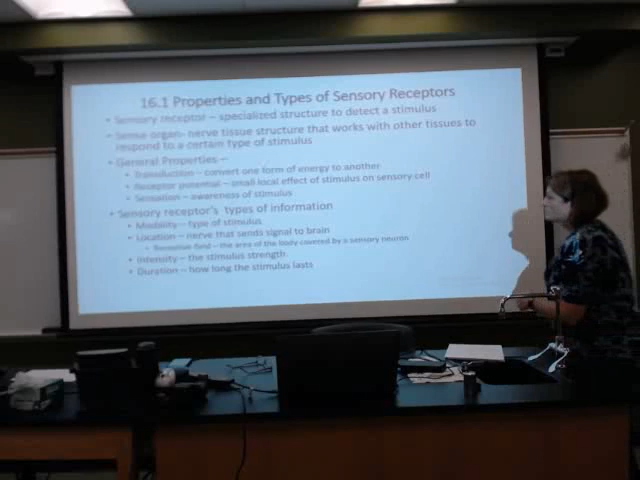 16.1 Properties and Types of Sensory Receptors
• Sensory receptor – specialized structure to detect a stimulus
• Sense organ- nerve tissue structure that works with other tissues to
respond to a certain type of stimulus
• General Properties –
• Transduction – convert one form of energy to another
• Receptor potential – small local effect of stimulus on sensory cell
• Sensation – awareness of stimulus
• Sensory receptor's types of information
• Modality – type of stimulus
• Location – nerve that sends signal to brain
• Receptive field – the area of the body covered by a sensory neuron
• Intensity – the stimulus strength
• Duration – how long the stimulus lasts